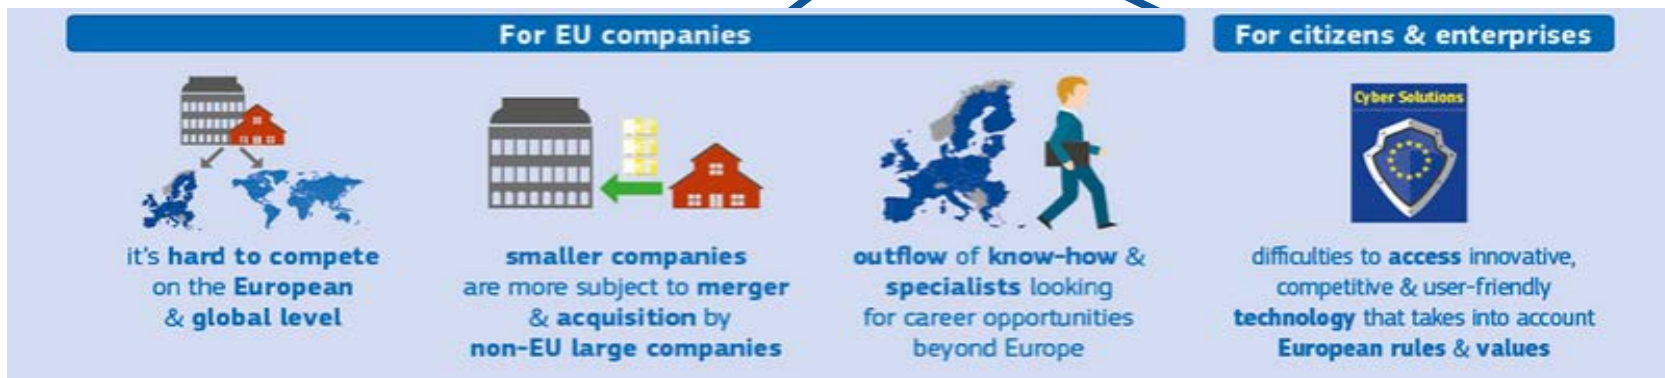 For EU companies
it's hard to compete
on the European
& global level
smaller companies
are more subject to merger
& acquisition by
non-EU large companies
outflow of know-how &
specialists looking
for career opportunities
beyond Europe
For citizens & enterprises
Cyber Solutions
difficulties to access innovative,
competitive & user-friendly
technology that takes into account
European rules & values